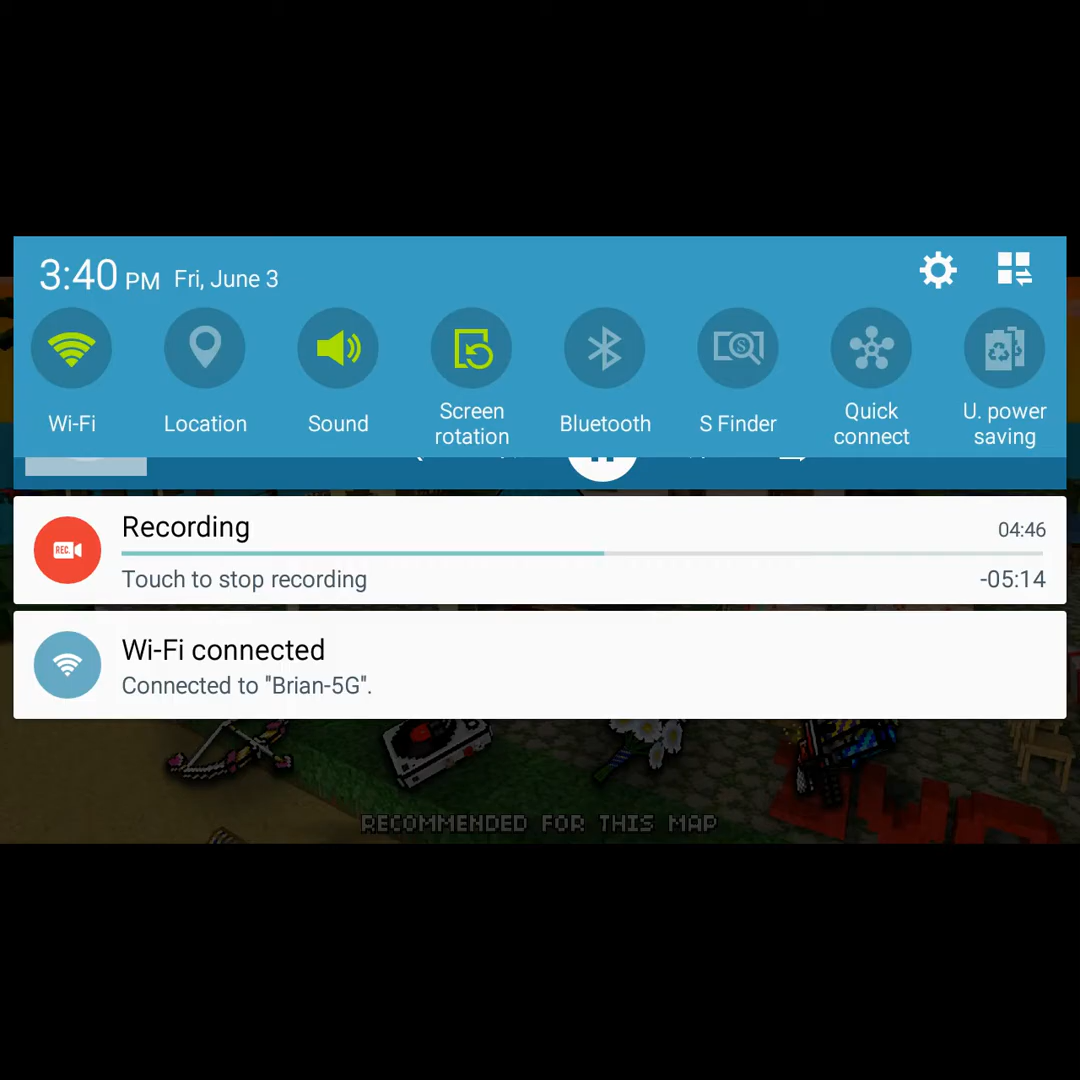 3:40 PM Fri, June 3
Wi-Fi
Location
Sound
Screen
rotation
Bluetooth
S
S Finder
Quick
connect
U. power
saving
Recording
04:46
REC.
Touch to stop recording
-05:14
Wi-Fi connected
Connected to "Brian-5G".
RECOMMENDED FOR THIS MAP